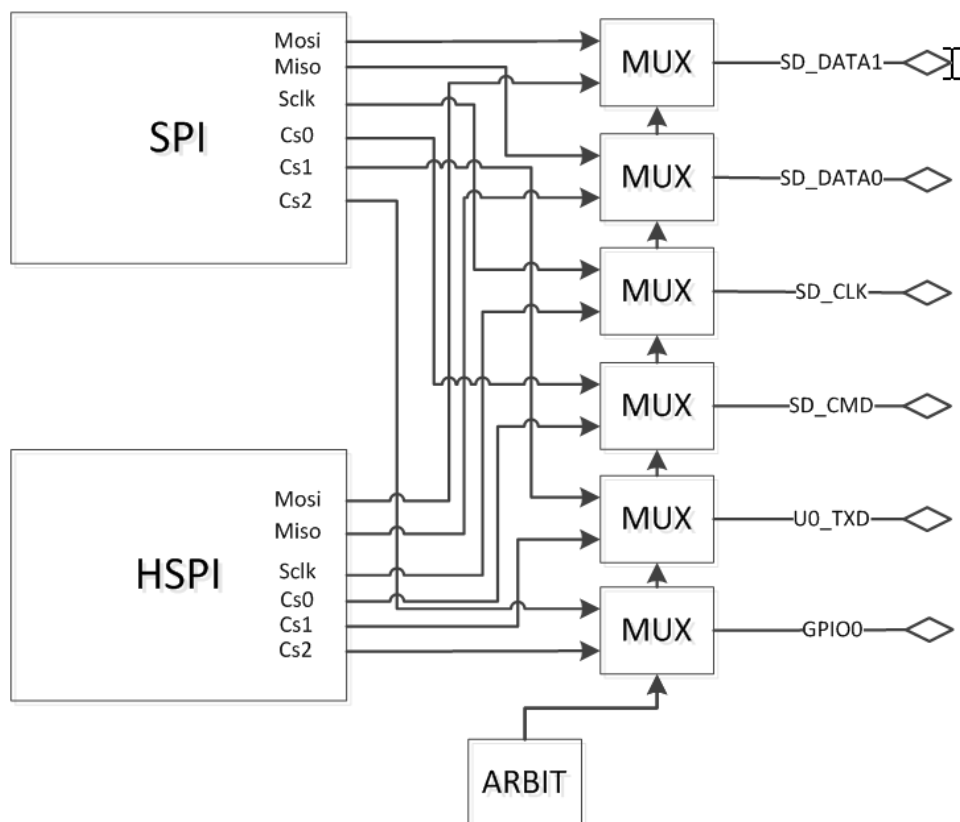 SPI
Mosi
Miso
Sclk
Cs0
Cs1
Cs2
HSPI
Mosi
Miso
Sclk
Cs0
Cs1
Cs2
MUX
SD_DATA1
MUX
SD_DATA0
MUX
SD_CLK
MUX
SD_CMD
MUX
U0_TXD
MUX
GPIO0
ARBIT